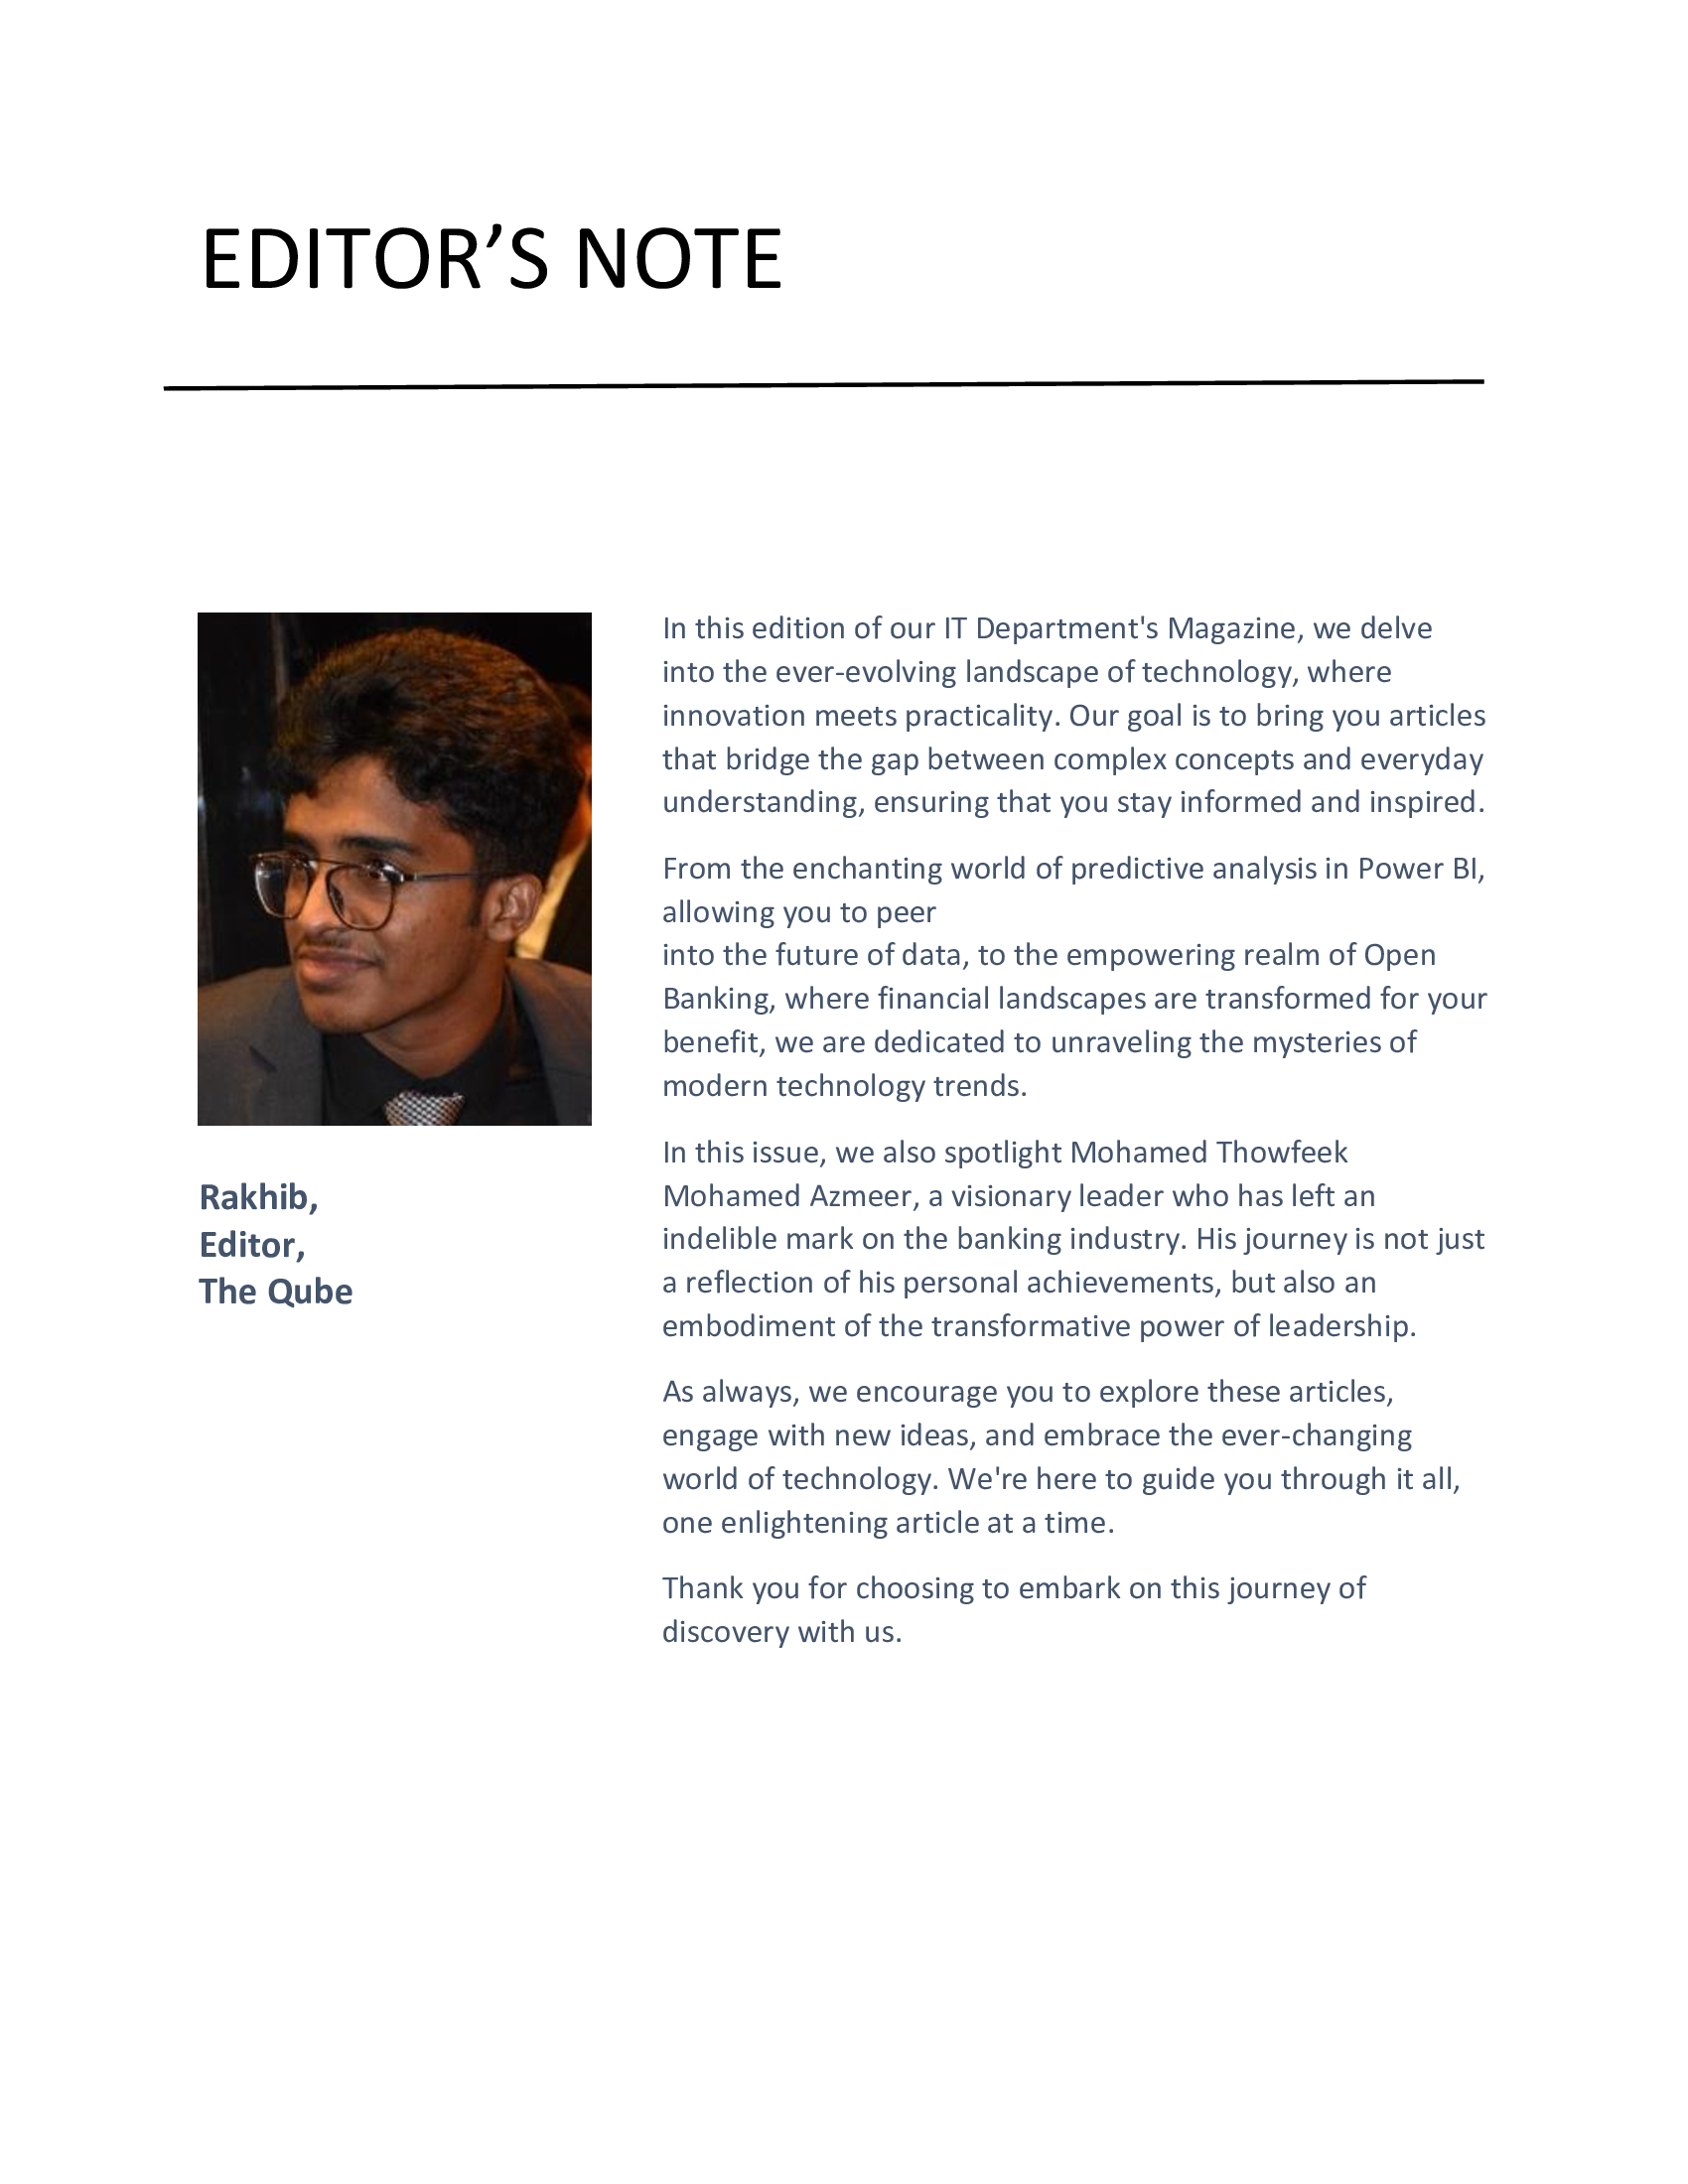 EDITOR’S NOTE
In this edition of our IT Department's Magazine, we delve
into the ever-evolving landscape of technology, where
innovation meets practicality. Our goal is to bring you articles
that bridge the gap between complex concepts and everyday
understanding, ensuring that you stay informed and inspired.
From the enchanting world of predictive analysis in Power BI,
allowing you to peer
into the future of data, to the empowering realm of Open
Banking, where financial landscapes are transformed for your
benefit, we are dedicated to unraveling the mysteries of
modern technology trends.
In this issue, we also spotlight Mohamed Thowfeek
Mohamed Azmeer, a visionary leader who has left an
indelible mark on the banking industry. His journey is not just
a reflection of his personal achievements, but also an
embodiment of the transformative power of leadership.
As always, we encourage you to explore these articles,
engage with new ideas, and embrace the ever-changing
world of technology. We're here to guide you through it all,
one enlightening article at a time.
Thank you for choosing to embark on this journey of
discovery with us.
Rakhib,
Editor,
The Qube